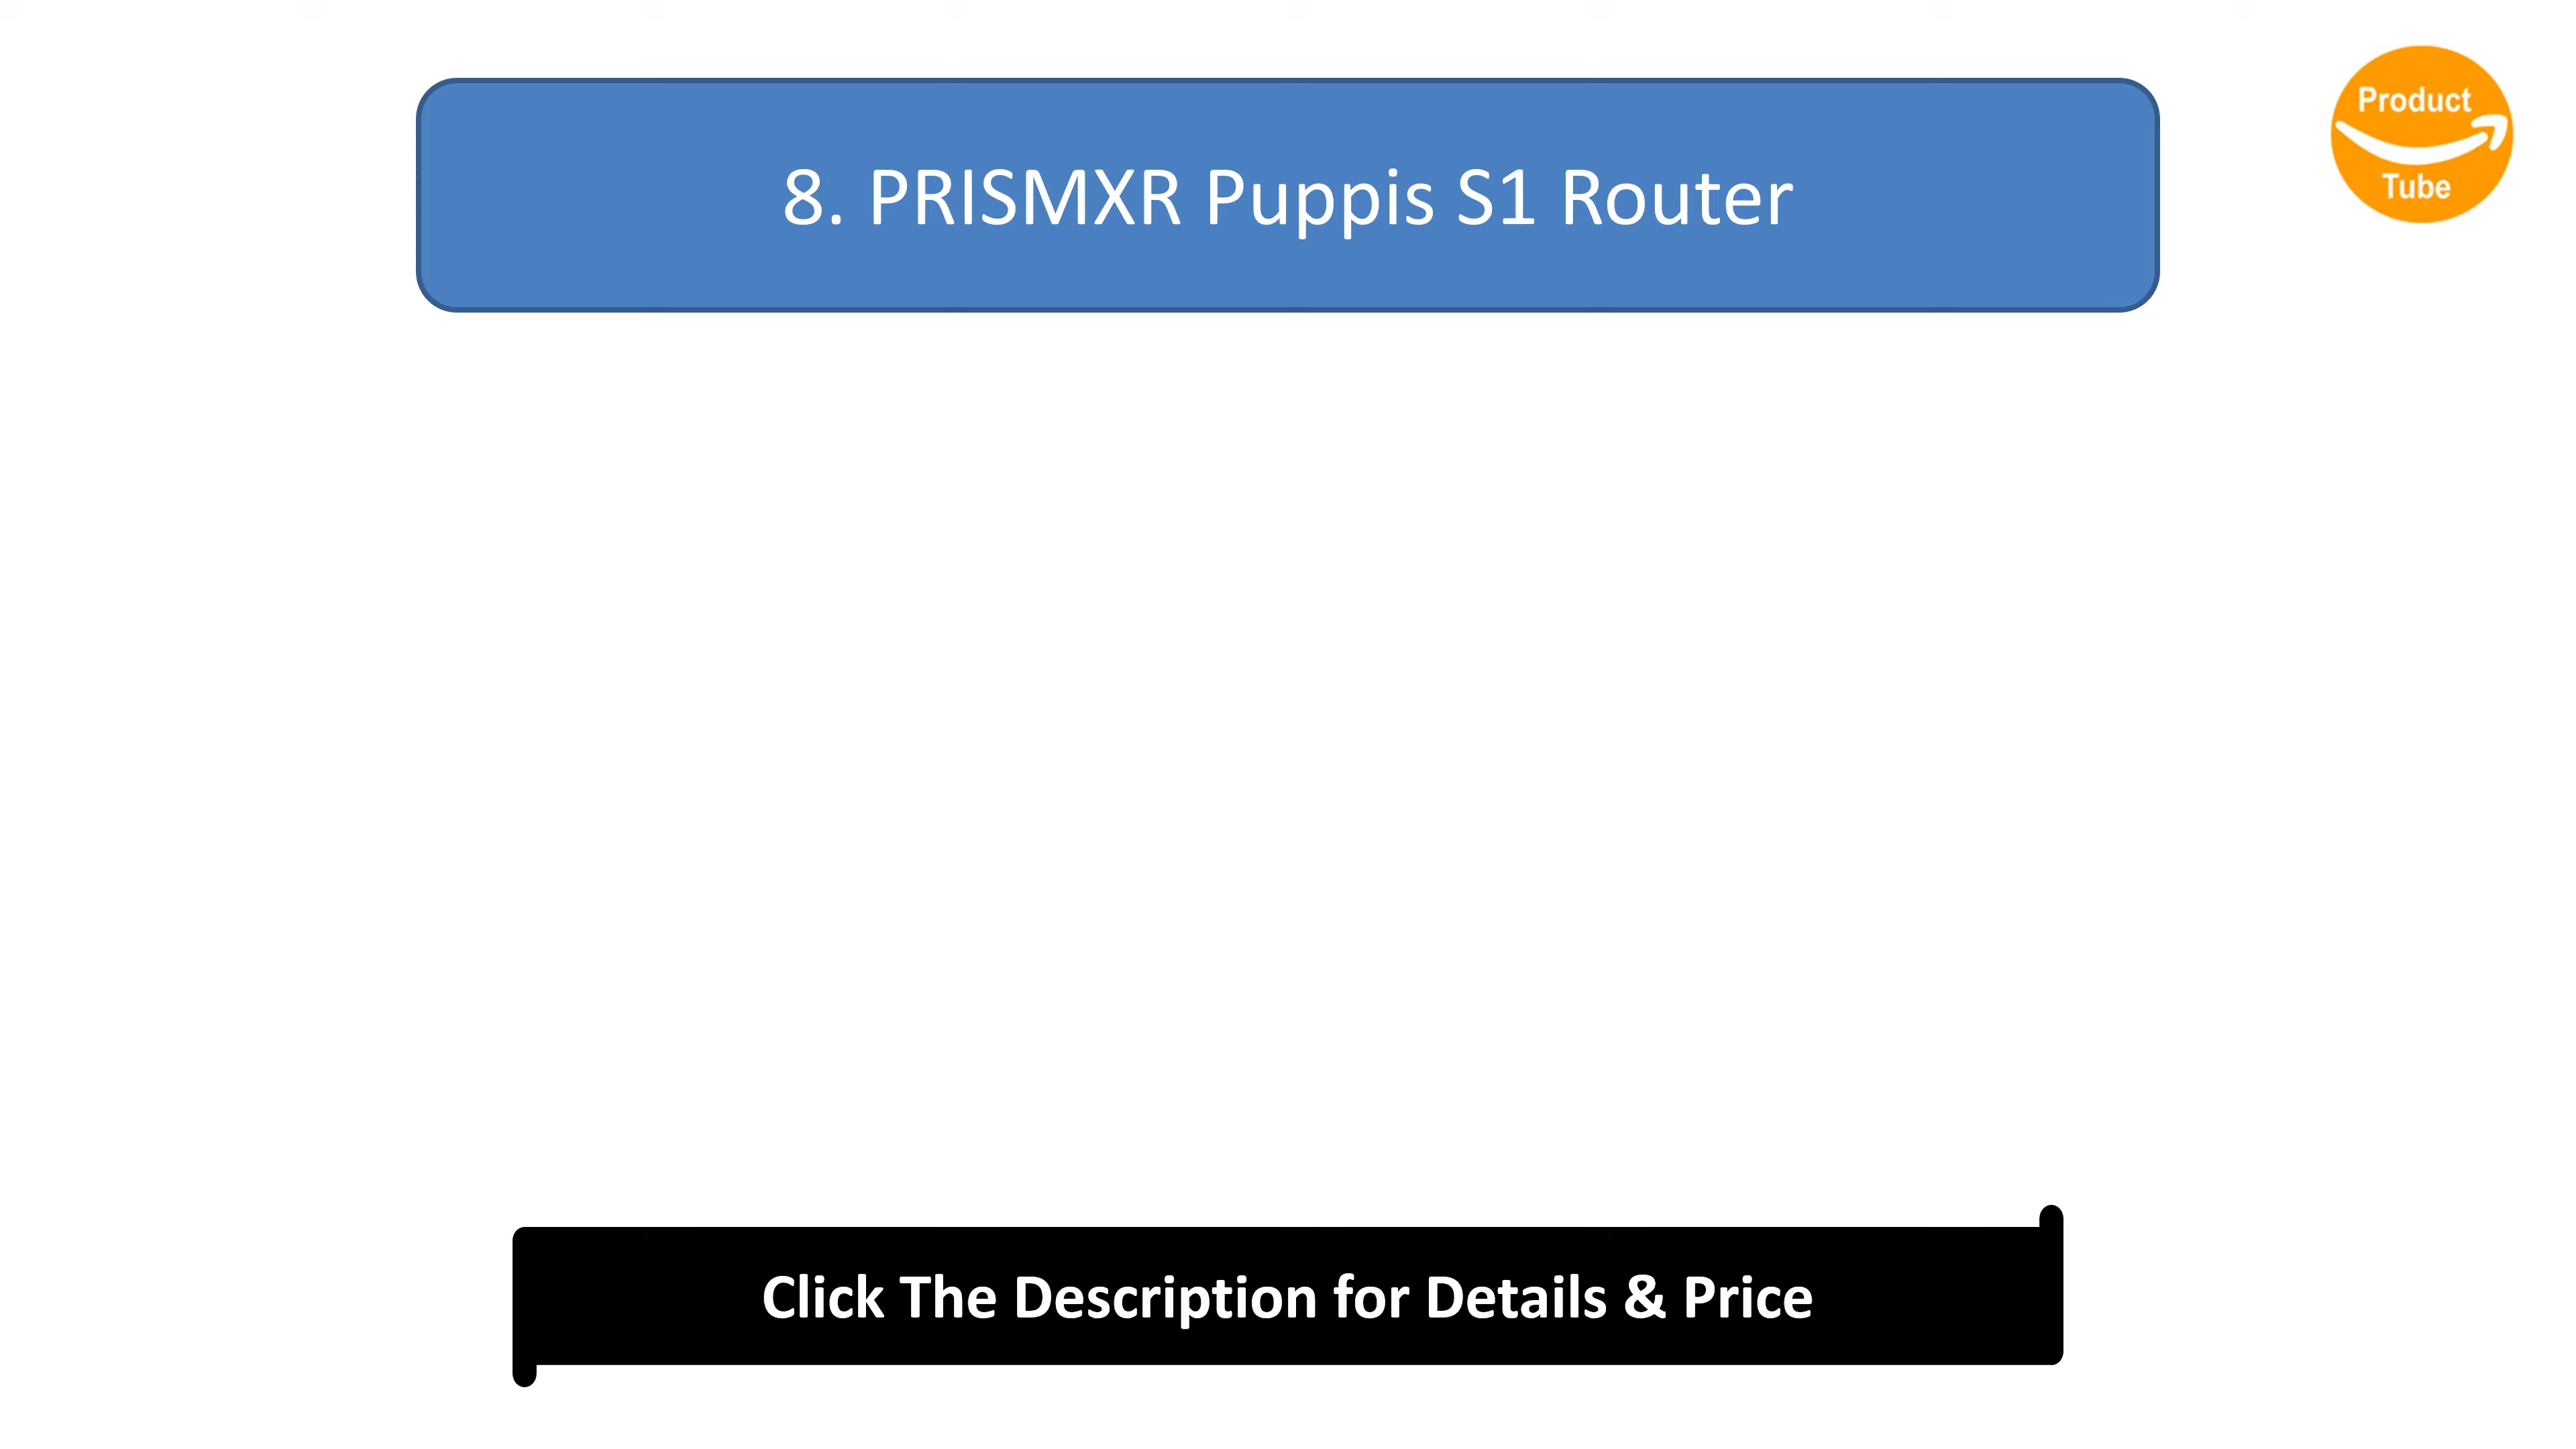 8. PRISMXR Puppis S1 Router
Product
Tube
Click The Description for Details & Price